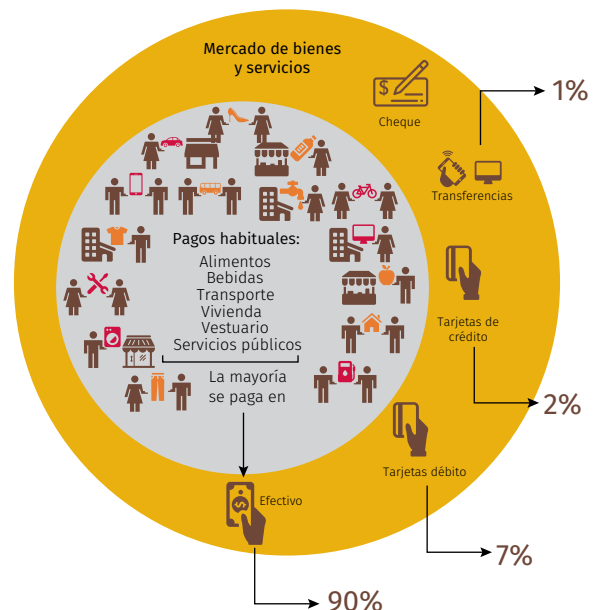 Mercado de bienes
y servicios
$
Cheque
1%
Transferencias
Pagos habituales:
Alimentos
Bebidas
Transporte
Vivienda
Vestuario
Servicios públicos
La mayoría
se paga en
Tarjetas de
crédito
2%
Tarjetas débito
7%
$
Efectivo
90%